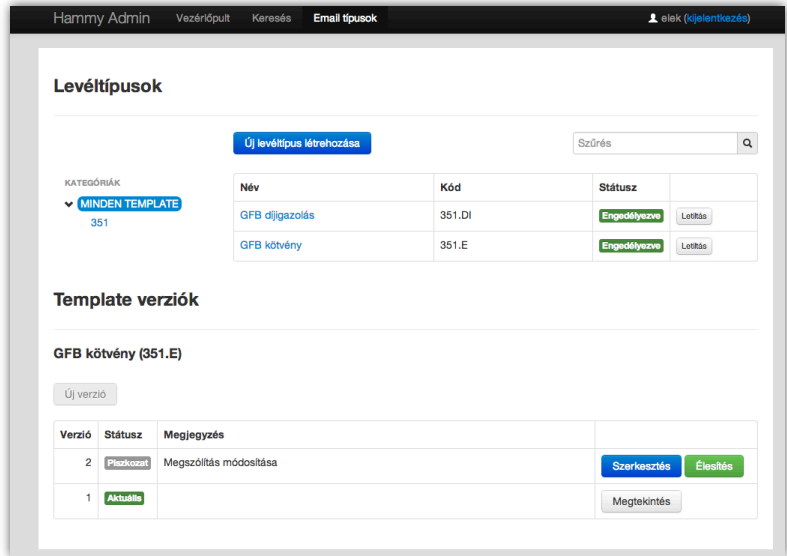 Hammy Admin Vezérlőpult Keresés Email típusok elek (kijelentkezés)
Levéltípusok
Új levéltípus létrehozása Szűrés
KATEGÓRIÁK
MINDEN TEMPLATE
351
Név Kód Státusz
GFB díjigazolás 351.DI Engedélyezve Letiltás
GFB kötvény 351.E Engedélyezve Letiltás
Template verziók
GFB kötvény (351.E)
Új verzió
Verzió Státusz Megjegyzés
2 Piszkozat Megszólítás módosítása Szerkesztés Élesítés
1 Aktuális Megtekintés